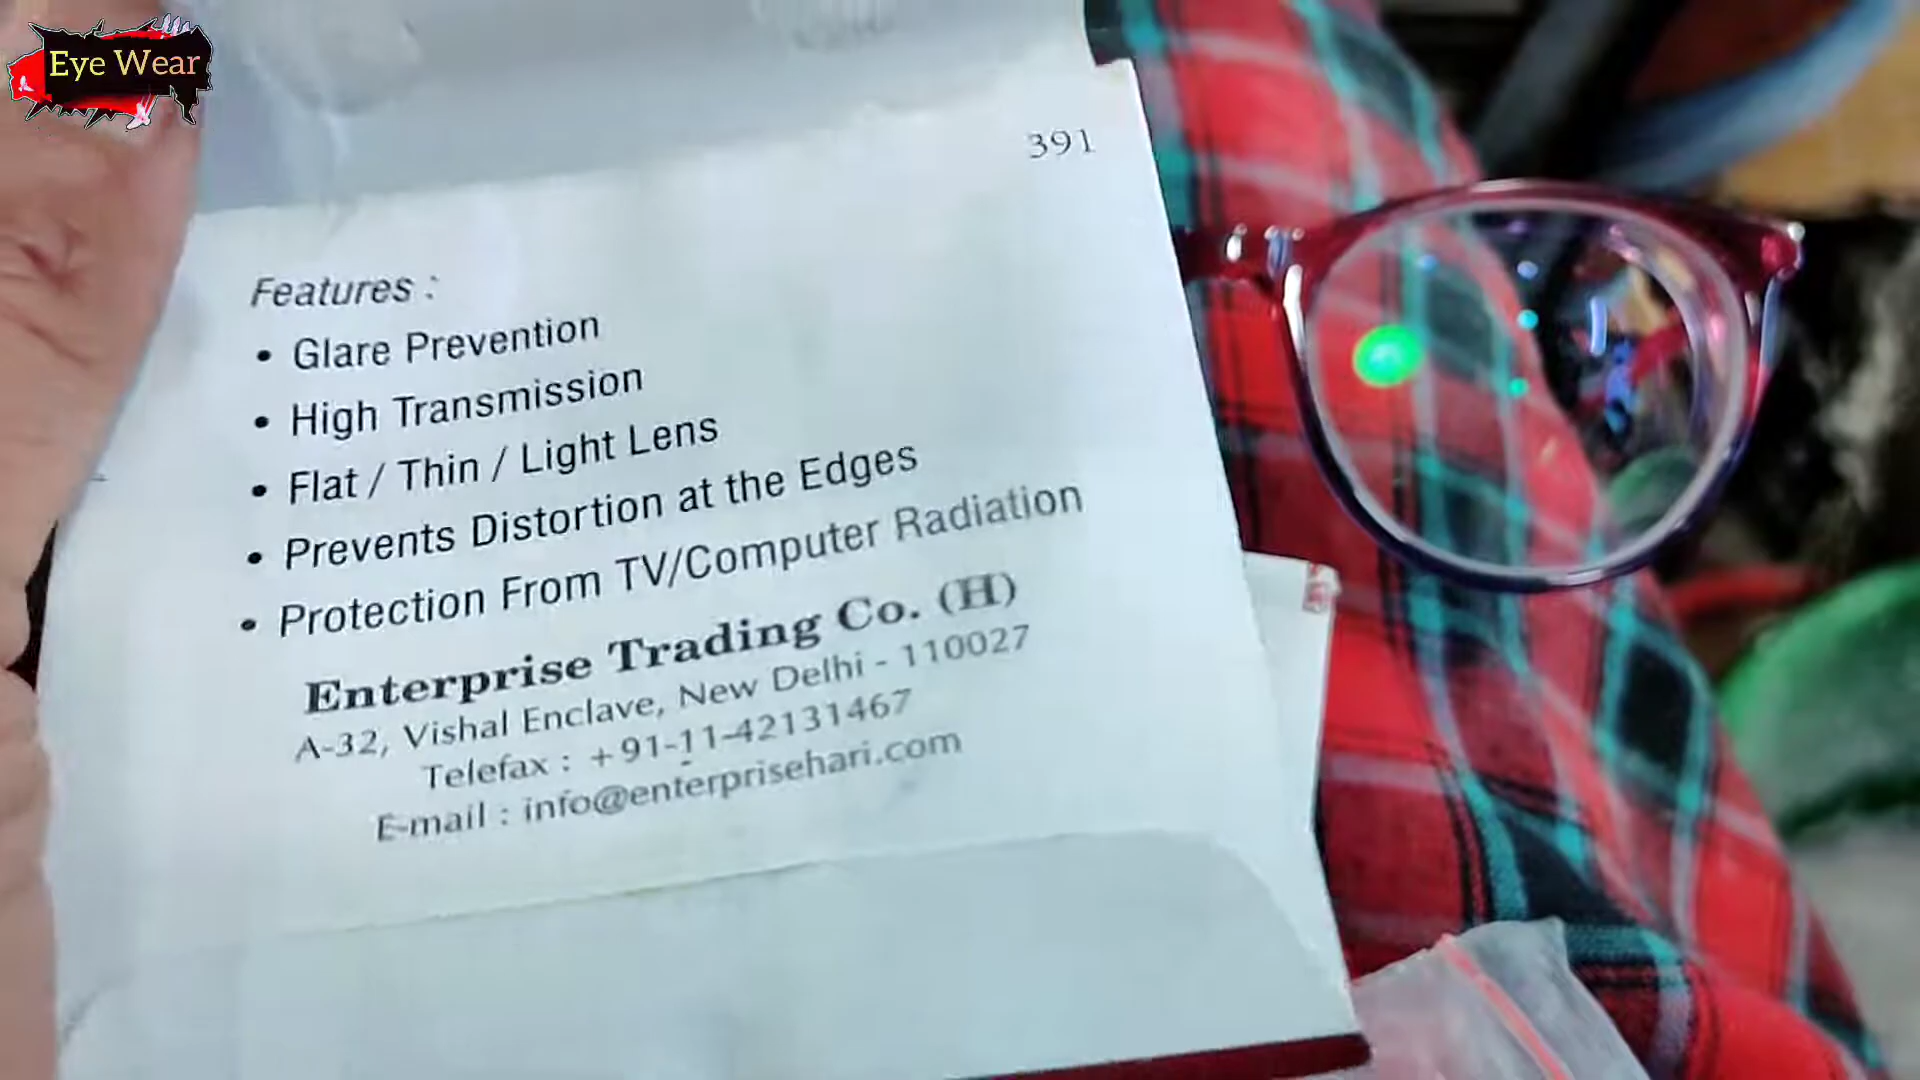 Eye Wear
391
Features :
• Glare Prevention
• High Transmission
• Flat / Thin / Light Lens
• Prevents Distortion at the Edges
• Protection From TV/Computer Radiation
Enterprise Trading Co. (H)
A-32, Vishal Enclave, New Delhi - 110027
Telefax : +91-11-42131467
E-mail : info@enterprisehari.com